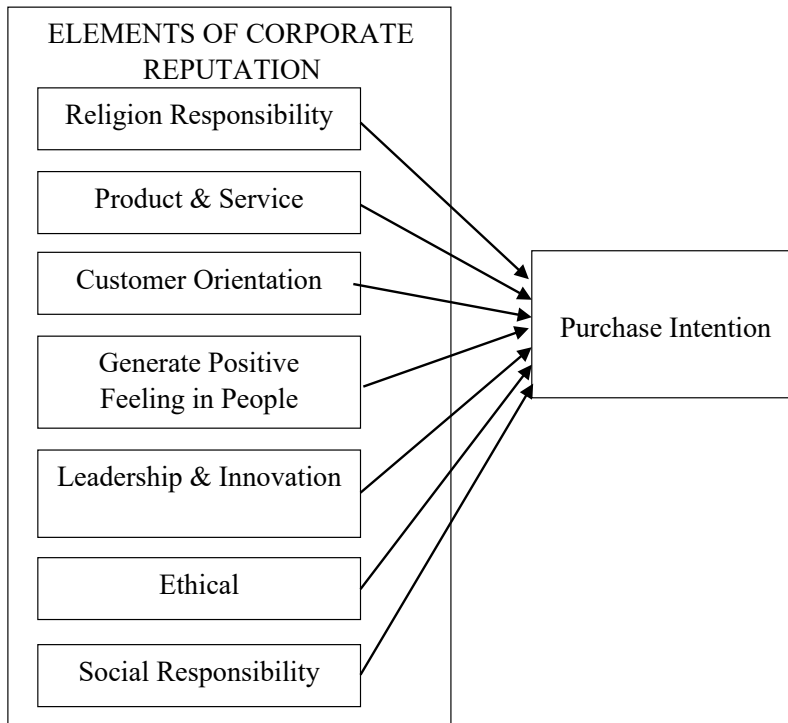 ELEMENTS OF CORPORATE
REPUTATION
Religion Responsibility
Product & Service
Customer Orientation
Generate Positive
Feeling in People
Leadership & Innovation
Ethical
Social Responsibility
Purchase Intention